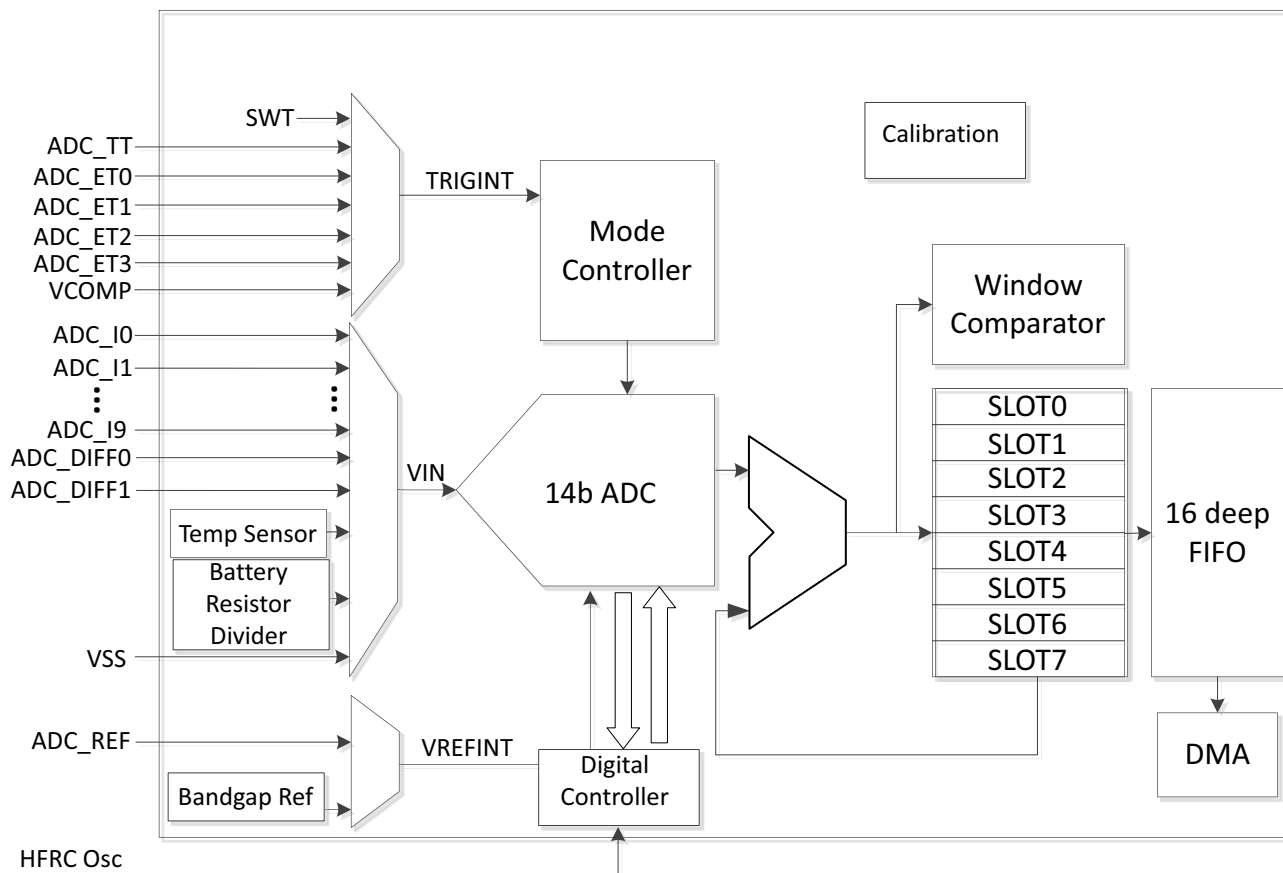 SWT
ADC_TT
ADC_ET0
ADC_ET1
ADC_ET2
ADC_ET3
VCOMP
TRIGINT
Mode
Controller
Calibration
Window
Comparator
ADC_I0
ADC_I1
ADC_I9
ADC_DIFF0
ADC_DIFF1
Temp Sensor
Battery
Resistor
Divider
VSS
VIN
14b ADC
SLOT0
SLOT1
SLOT2
SLOT3
SLOT4
SLOT5
SLOT6
SLOT7
16 deep
FIFO
DMA
ADC_REF
Bandgap Ref
VREFINT
Digital
Controller
HFRC Osc